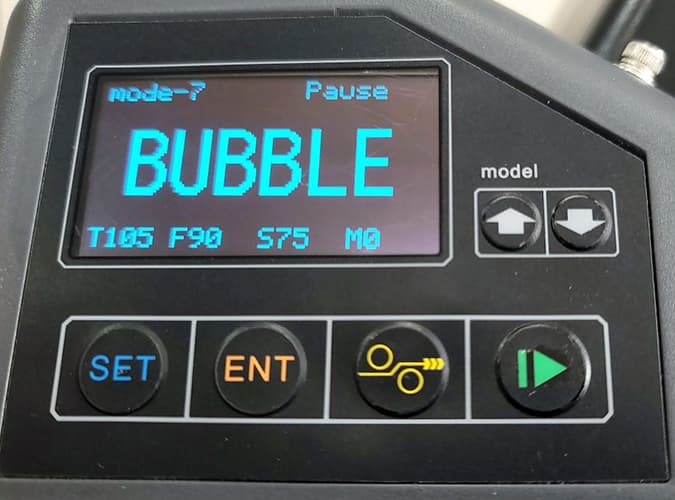 mode-7 Pause
BUBBLE
T105 F90 S75 M0
model
SET ENT